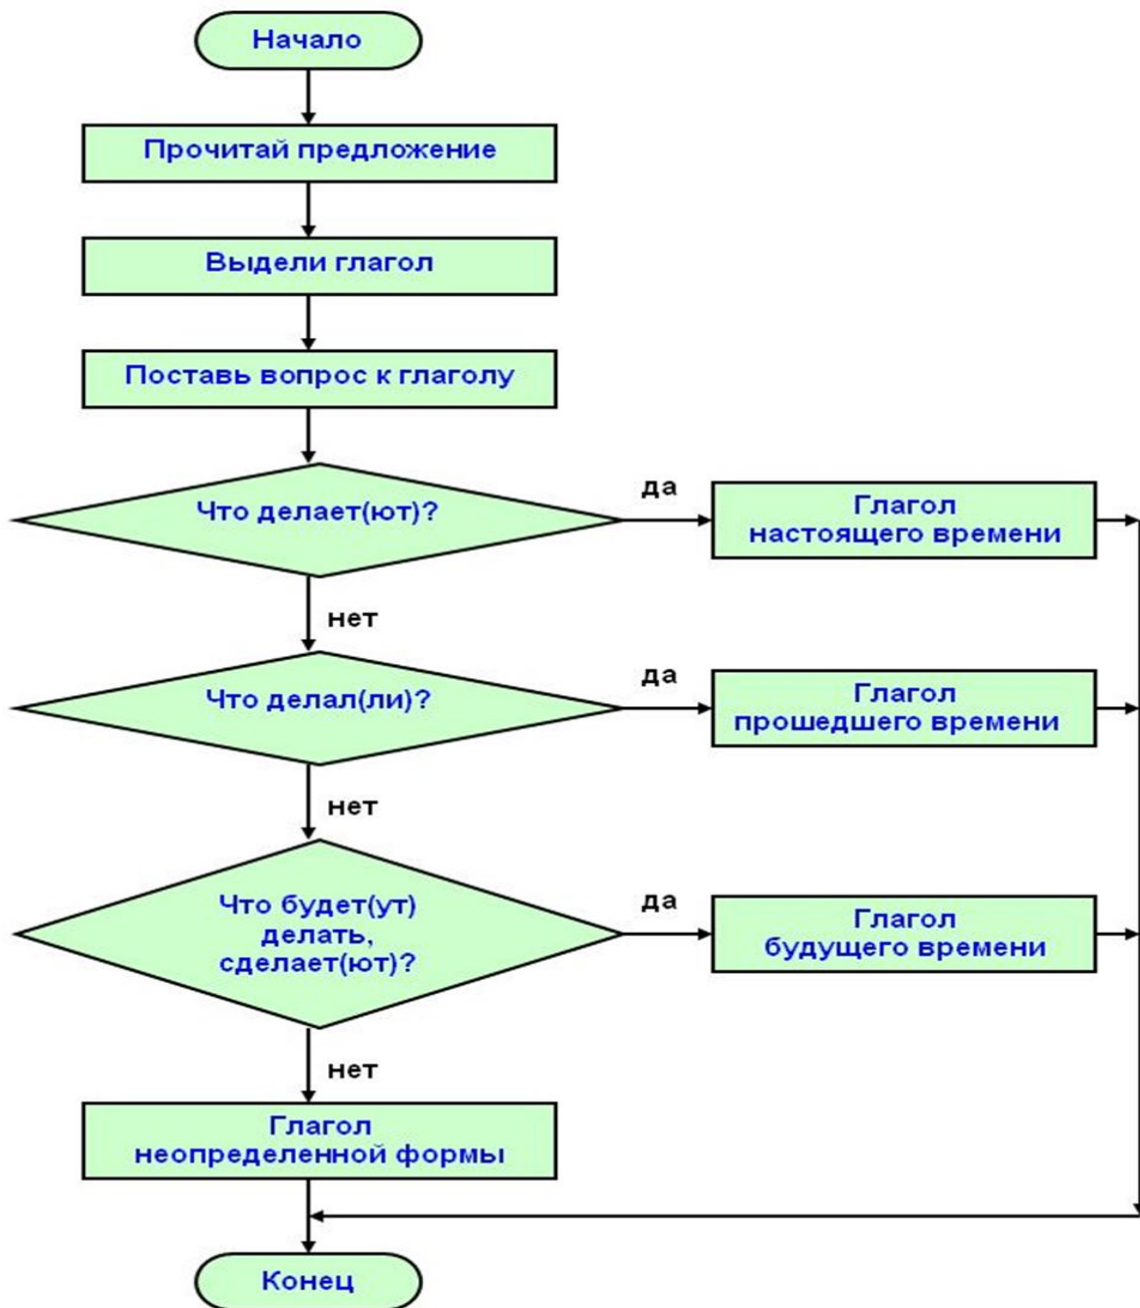 Начало
Прочитай предложение
Выдели глагол
Поставь вопрос к глаголу
Что делает(ют)?
да
Глагол
настоящего времени
нет
Что делал(ли)?
да
Глагол
прошедшего времени
нет
Что будет(ут)
делать,
сделает(ют)?
да
Глагол
будущего времени
нет
Глагол
неопределенной формы
Конец